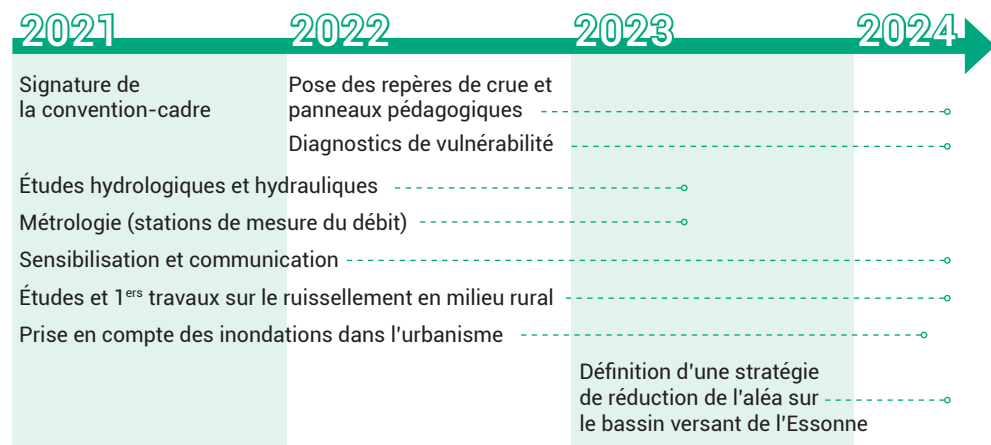 2021 2022 2023 2024
Signature de
la convention-cadre
Pose des repères de crue et
panneaux pédagogiques
Diagnostics de vulnérabilité
Études hydrologiques et hydrauliques
Métrologie (stations de mesure du débit)
Sensibilisation et communication
Études et 1ers travaux sur le ruissellement en milieu rural
Prise en compte des inondations dans l'urbanisme
Définition d'une stratégie
de réduction de l'aléa sur
le bassin versant de l'Essonne